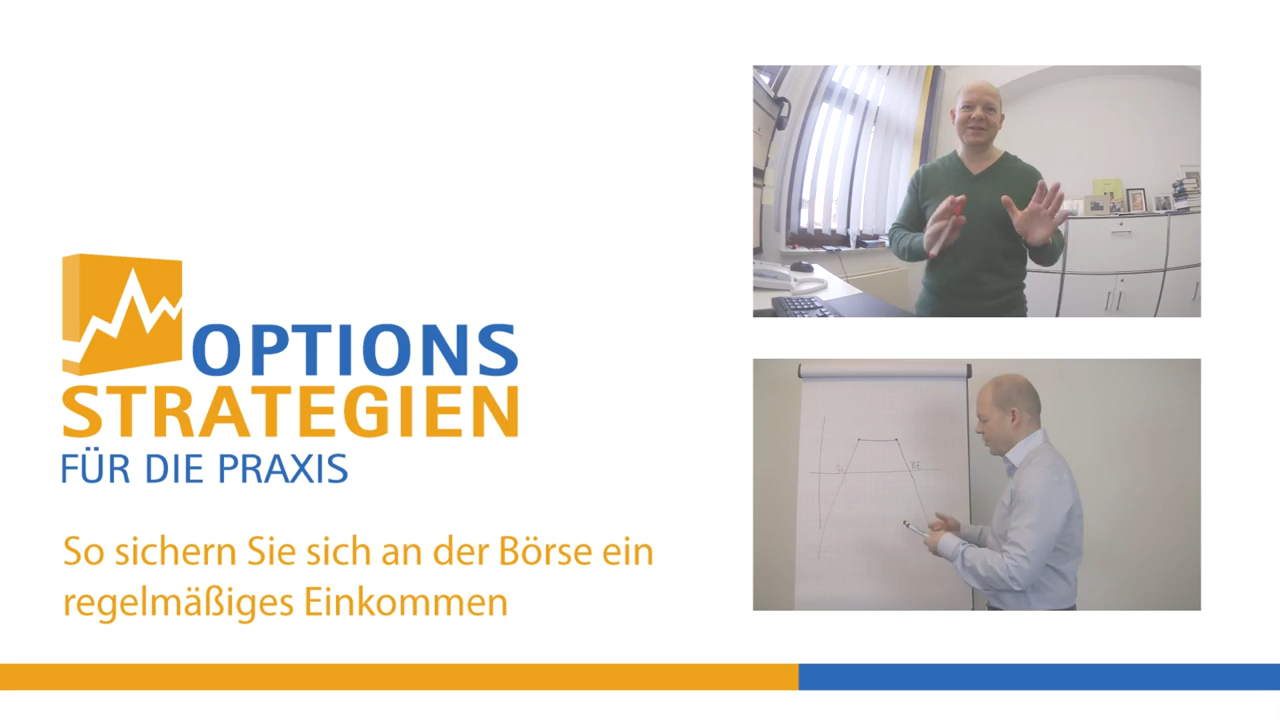 OPTIONS
STRATEGIEN
FÜR DIE PRAXIS
So sichern Sie sich an der Börse ein
regelmäßiges Einkommen